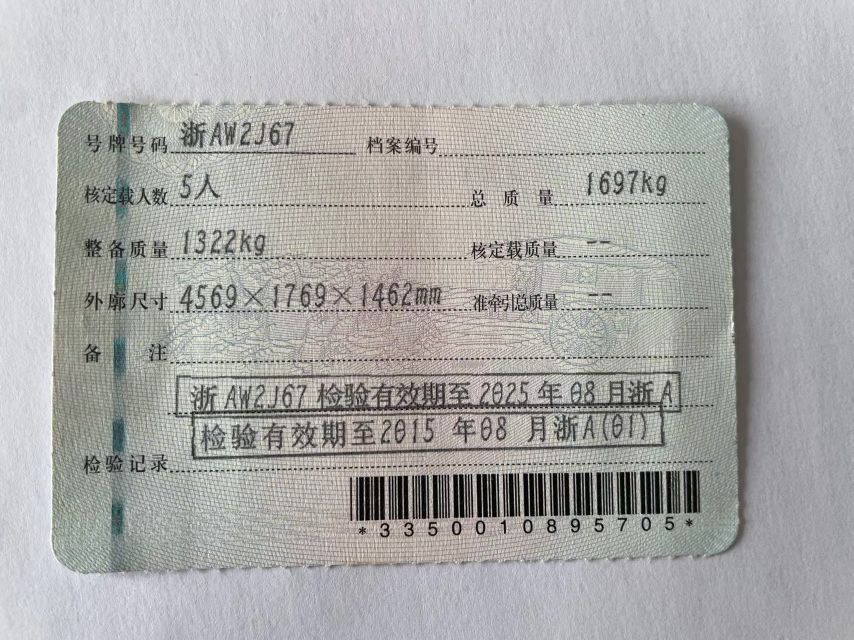 号牌号码 浙AW2J67 档案编号
核定载人数 5人 总质量 1697kg
整备质量 1322kg 核定载质量 --
外廓尺寸 4569×1769×1462mm 准牵引总质量 --
备注
浙AW2J67检验有效期至2025年08月浙A
检验有效期至2015年08月浙A(01)
检验记录
*3350010895705*